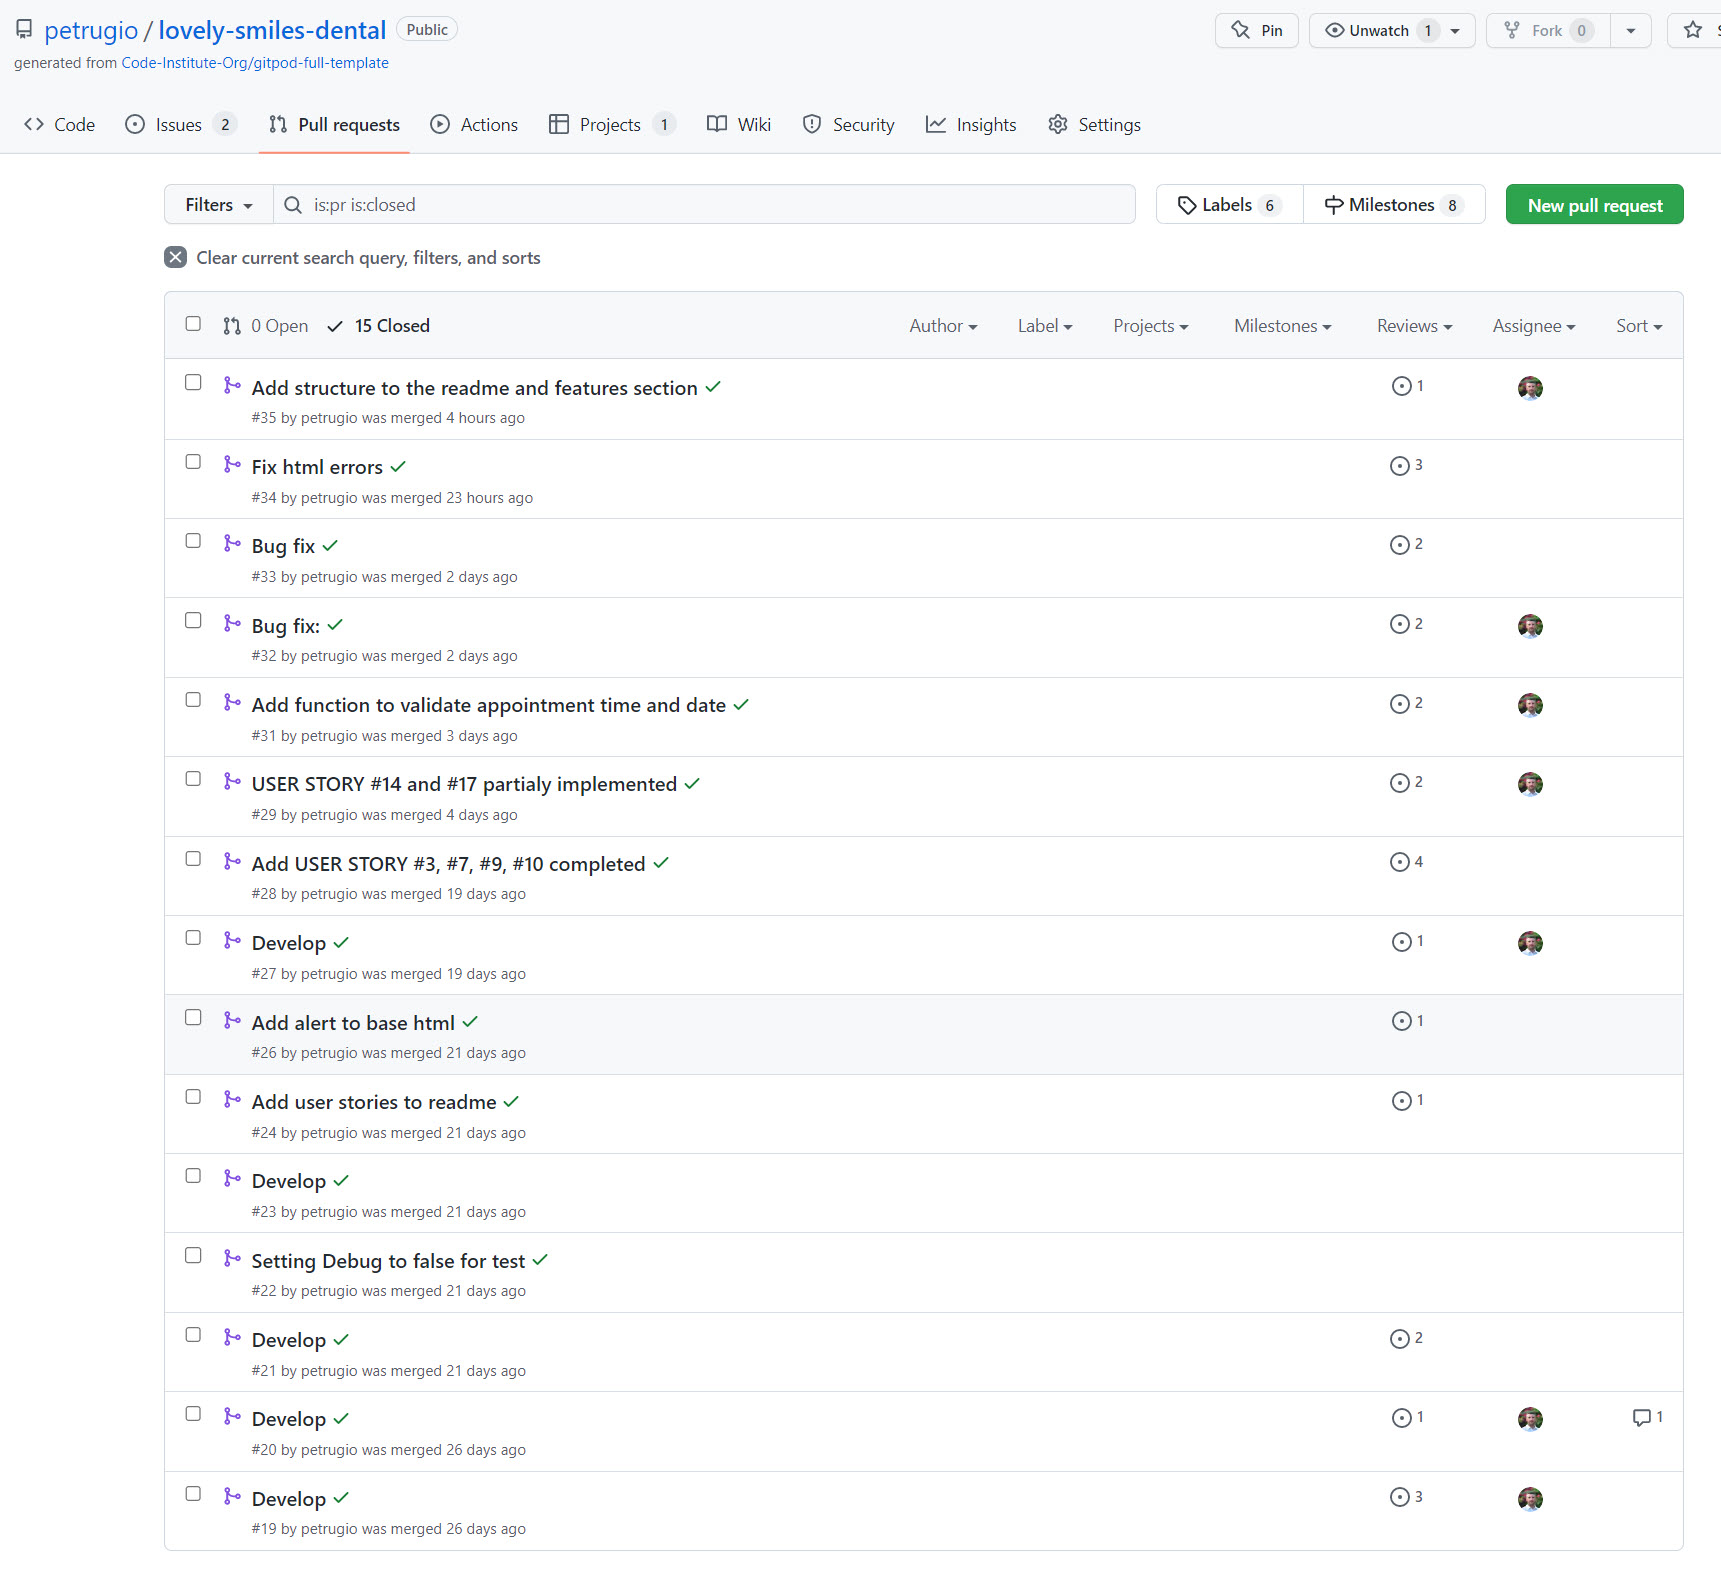 petrugio / lovely-smiles-dental Public
Pin Unwatch 1 Fork 0
generated from Code-Institute-Org/gitpod-full-template
Code Issues 2 Pull requests Actions Projects 1 Wiki Security Insights Settings
Filters is:pr is:closed Labels 6 Milestones 8 New pull request
Clear current search query, filters, and sorts
0 Open 15 Closed Author Label Projects Milestones Reviews Assignee Sort
Add structure to the readme and features section 1
#35 by petrugio was merged 4 hours ago
Fix html errors 3
#34 by petrugio was merged 23 hours ago
Bug fix 2
#33 by petrugio was merged 2 days ago
Bug fix: 2
#32 by petrugio was merged 2 days ago
Add function to validate appointment time and date 2
#31 by petrugio was merged 3 days ago
USER STORY #14 and #17 partialy implemented 2
#29 by petrugio was merged 4 days ago
Add USER STORY #3, #7, #9, #10 completed 4
#28 by petrugio was merged 19 days ago
Develop 1
#27 by petrugio was merged 19 days ago
Add alert to base html 1
#26 by petrugio was merged 21 days ago
Add user stories to readme 1
#24 by petrugio was merged 21 days ago
Develop
#23 by petrugio was merged 21 days ago
Setting Debug to false for test
#22 by petrugio was merged 21 days ago
Develop 2
#21 by petrugio was merged 21 days ago
Develop 1 1
#20 by petrugio was merged 26 days ago
Develop 3
#19 by petrugio was merged 26 days ago